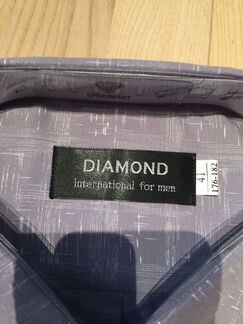 DIAMOND
international for men
41
176-182